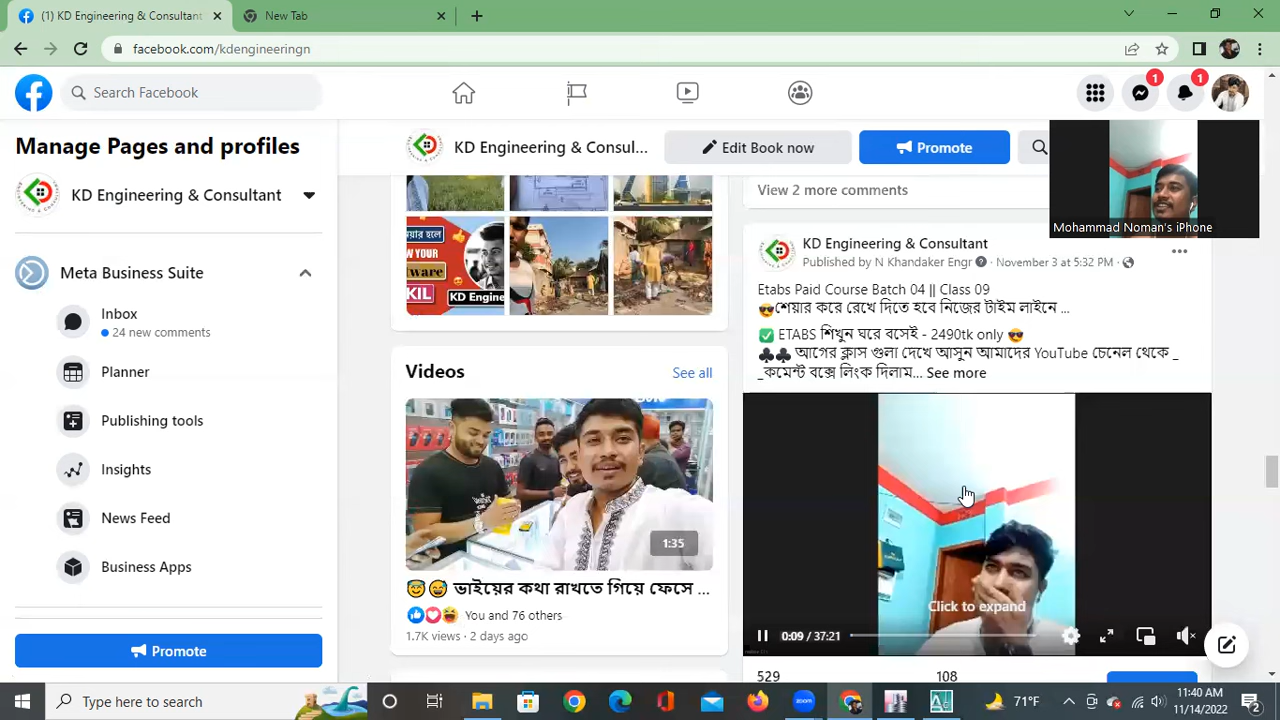 (1) KD Engineering & Consultant
New Tab
facebook.com/kdengineeringn
Search Facebook
1
1
Manage Pages and profiles
KD Engineering & Consul...
Edit Book now
Promote
KD Engineering & Consultant
Meta Business Suite
Inbox
24 new comments
Planner
Publishing tools
Insights
News Feed
Business Apps
Promote
KD Engine
Videos
See all
1:35
😇😅 ভাইয়ের কথা রাখতে গিয়ে ফেসে ...
You and 76 others
1.7K views · 2 days ago
View 2 more comments
Mohammad Noman's iPhone
KD Engineering & Consultant
Published by N Khandaker Engr · November 3 at 5:32 PM ·
Etabs Paid Course Batch 04 || Class 09
😎শেয়ার করে রেখে দিতে হবে নিজের টাইম লাইনে ...
✅ ETABS শিখুন ঘরে বসেই - 2490tk only 😎
♣♣ আগের ক্লাস গুলা দেখে আসুন আমাদের YouTube চেনেল থেকে _
_কমেন্ট বক্সে লিংক দিলাম... See more
Click to expand
0:09 / 37:21
529
108
Type here to search
zoom
71°F
11:40 AM
11/14/2022
2